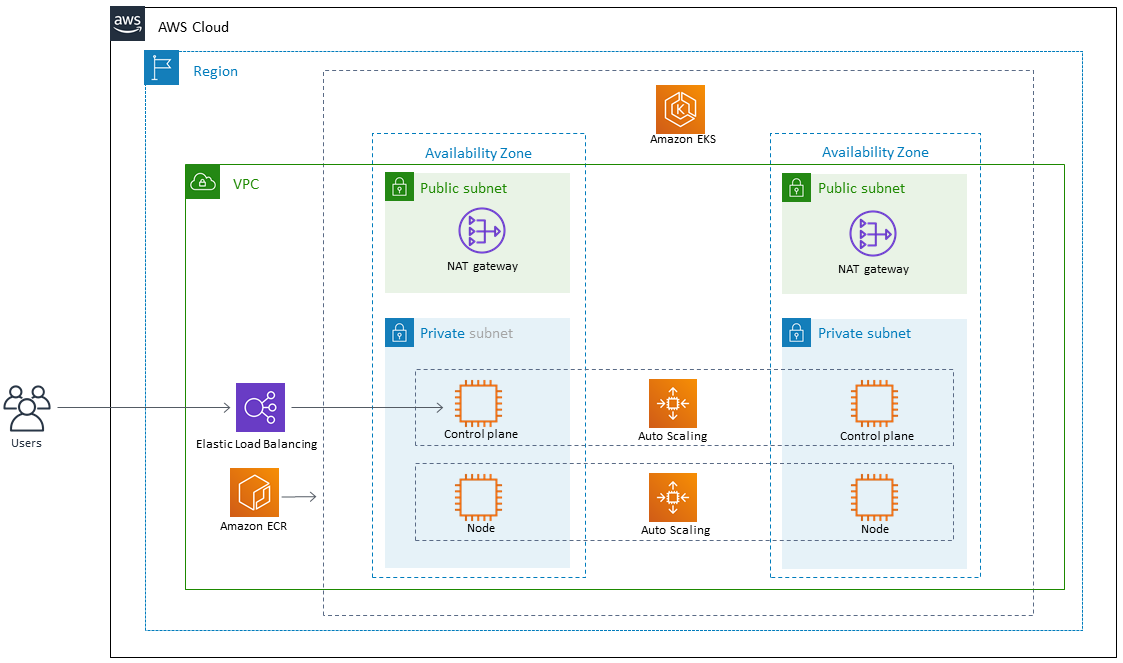 aws
AWS Cloud
Region
Amazon EKS
Availability Zone
Availability Zone
VPC
Public subnet
Public subnet
NAT gateway
NAT gateway
Private subnet
Private subnet
Users
Elastic Load Balancing
Control plane
Auto Scaling
Control plane
Amazon ECR
Node
Auto Scaling
Node